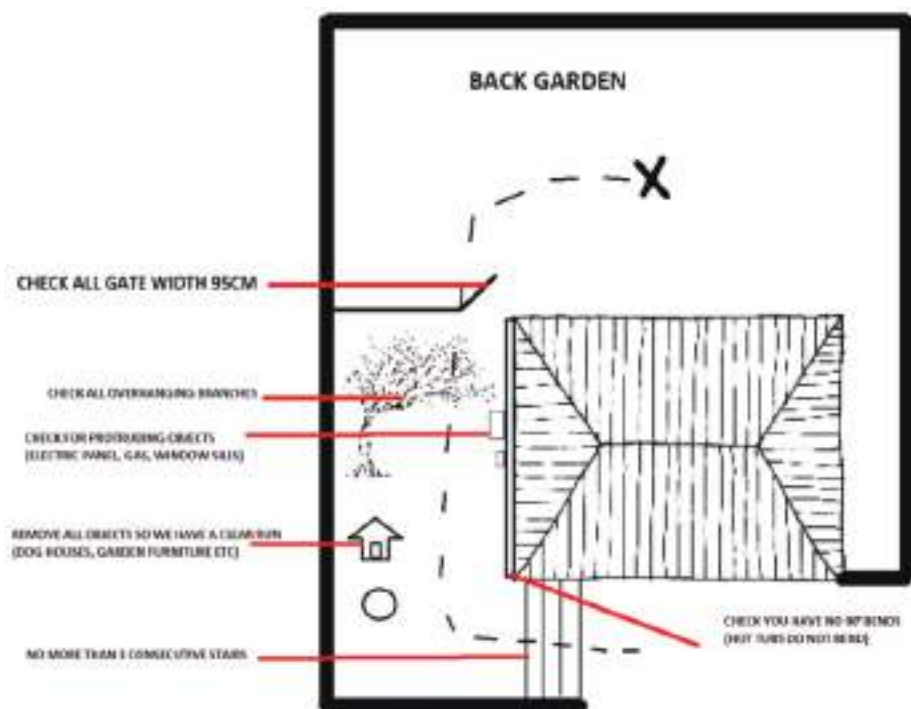 BACK GARDEN
CHECK ALL GATE WIDTH 95CM
CHECK ALL OVERHANGING BRANCHES
CHECK FOR PROTRUDING OBJECTS
(ELECTRIC PANEL, GAS, WINDOW SILLS)
REMOVE ALL OBJECTS SO WE HAVE A CLEAR RUN
(DOG HOUSES, GARDEN FURNITURE ETC)
CHECK YOU HAVE NO BENDS
(HOT TUBS DO NOT BEND)
NO MORE THAN 3 CONSECUTIVE STAIRS